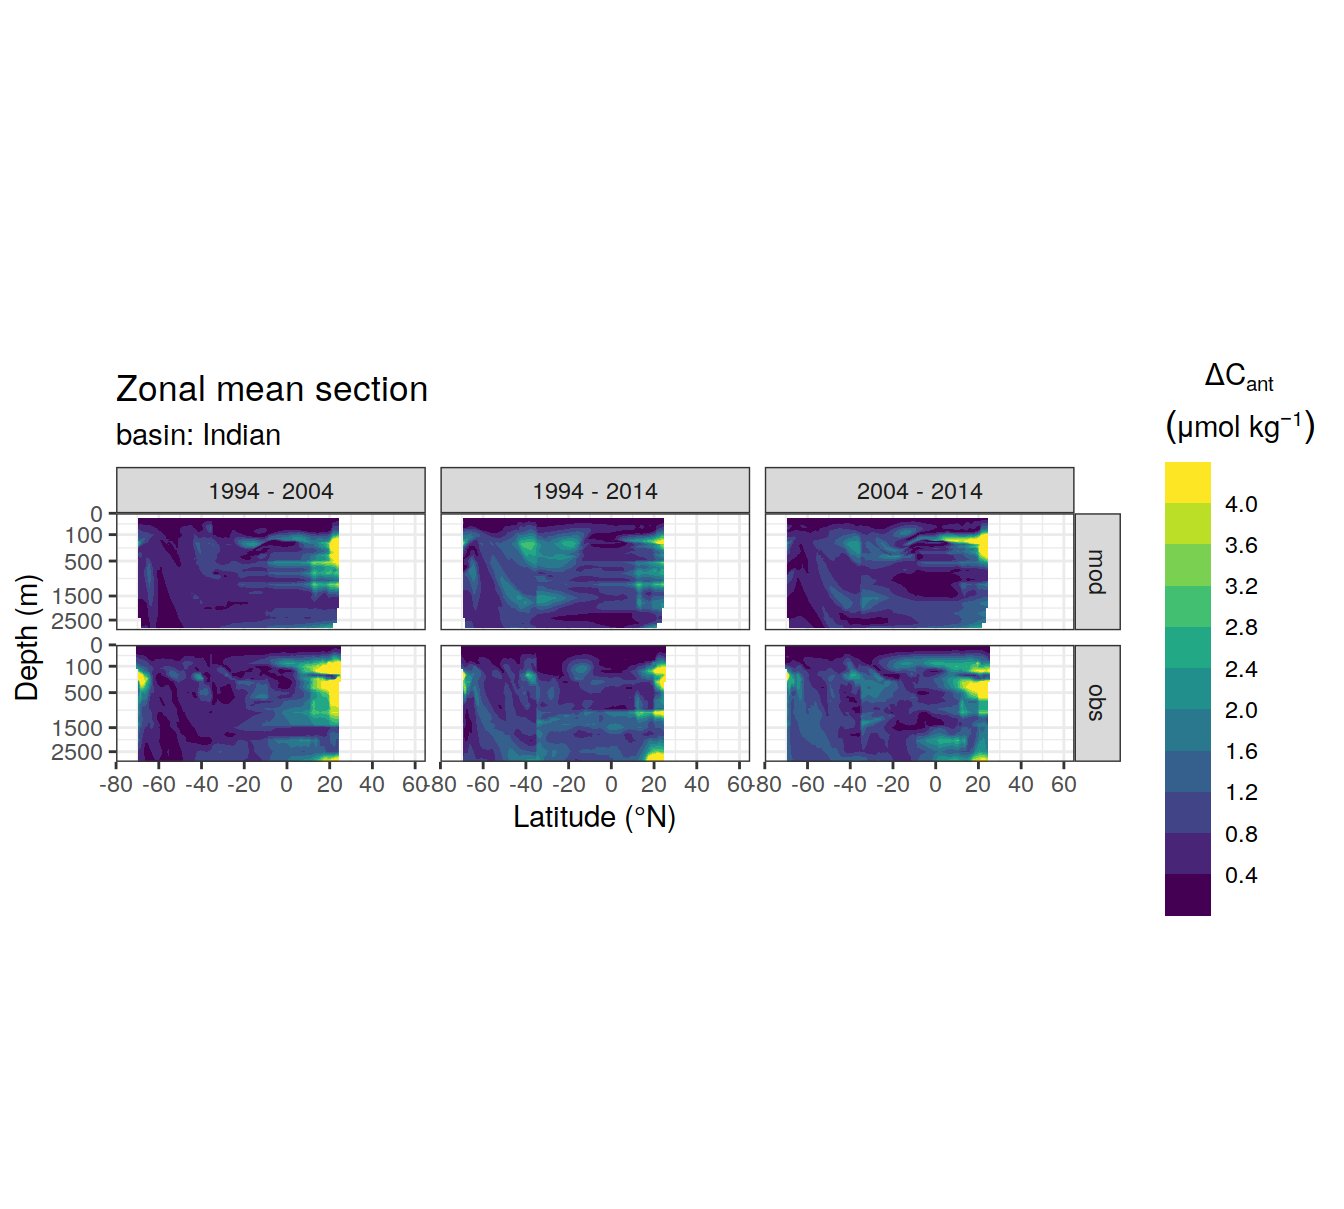 Zonal mean section
basin: Indian
1994 - 2004
1994 - 2014
2004 - 2014
0
100
500
1500
2500
mod
0
100
500
1500
2500
obs
-80 -60 -40 -20 0 20 40 60
-80 -60 -40 -20 0 20 40 60
-80 -60 -40 -20 0 20 40 60
Latitude (°N)
Depth (m)
ΔCant
(μmol kg⁻¹)
4.0
3.6
3.2
2.8
2.4
2.0
1.6
1.2
0.8
0.4